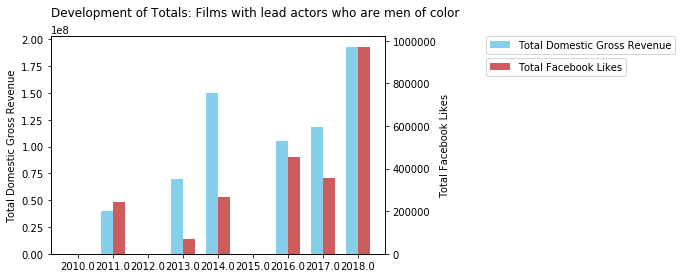 Development of Totals: Films with lead actors who are men of color
1e8
2.00
1.75
1.50
1.25
1.00
0.75
0.50
0.25
0.00
Total Domestic Gross Revenue
2010.0 2011.0 2012.0 2013.0 2014.0 2015.0 2016.0 2017.0 2018.0
1000000
800000
600000
400000
200000
0
Total Facebook Likes
Total Domestic Gross Revenue
Total Facebook Likes